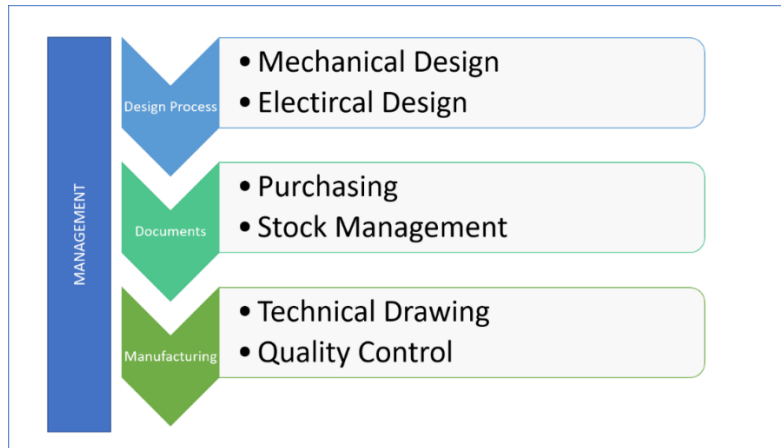 MANAGEMENT
Design Process
• Mechanical Design
• Electircal Design
Documents
• Purchasing
• Stock Management
Manufacturing
• Technical Drawing
• Quality Control